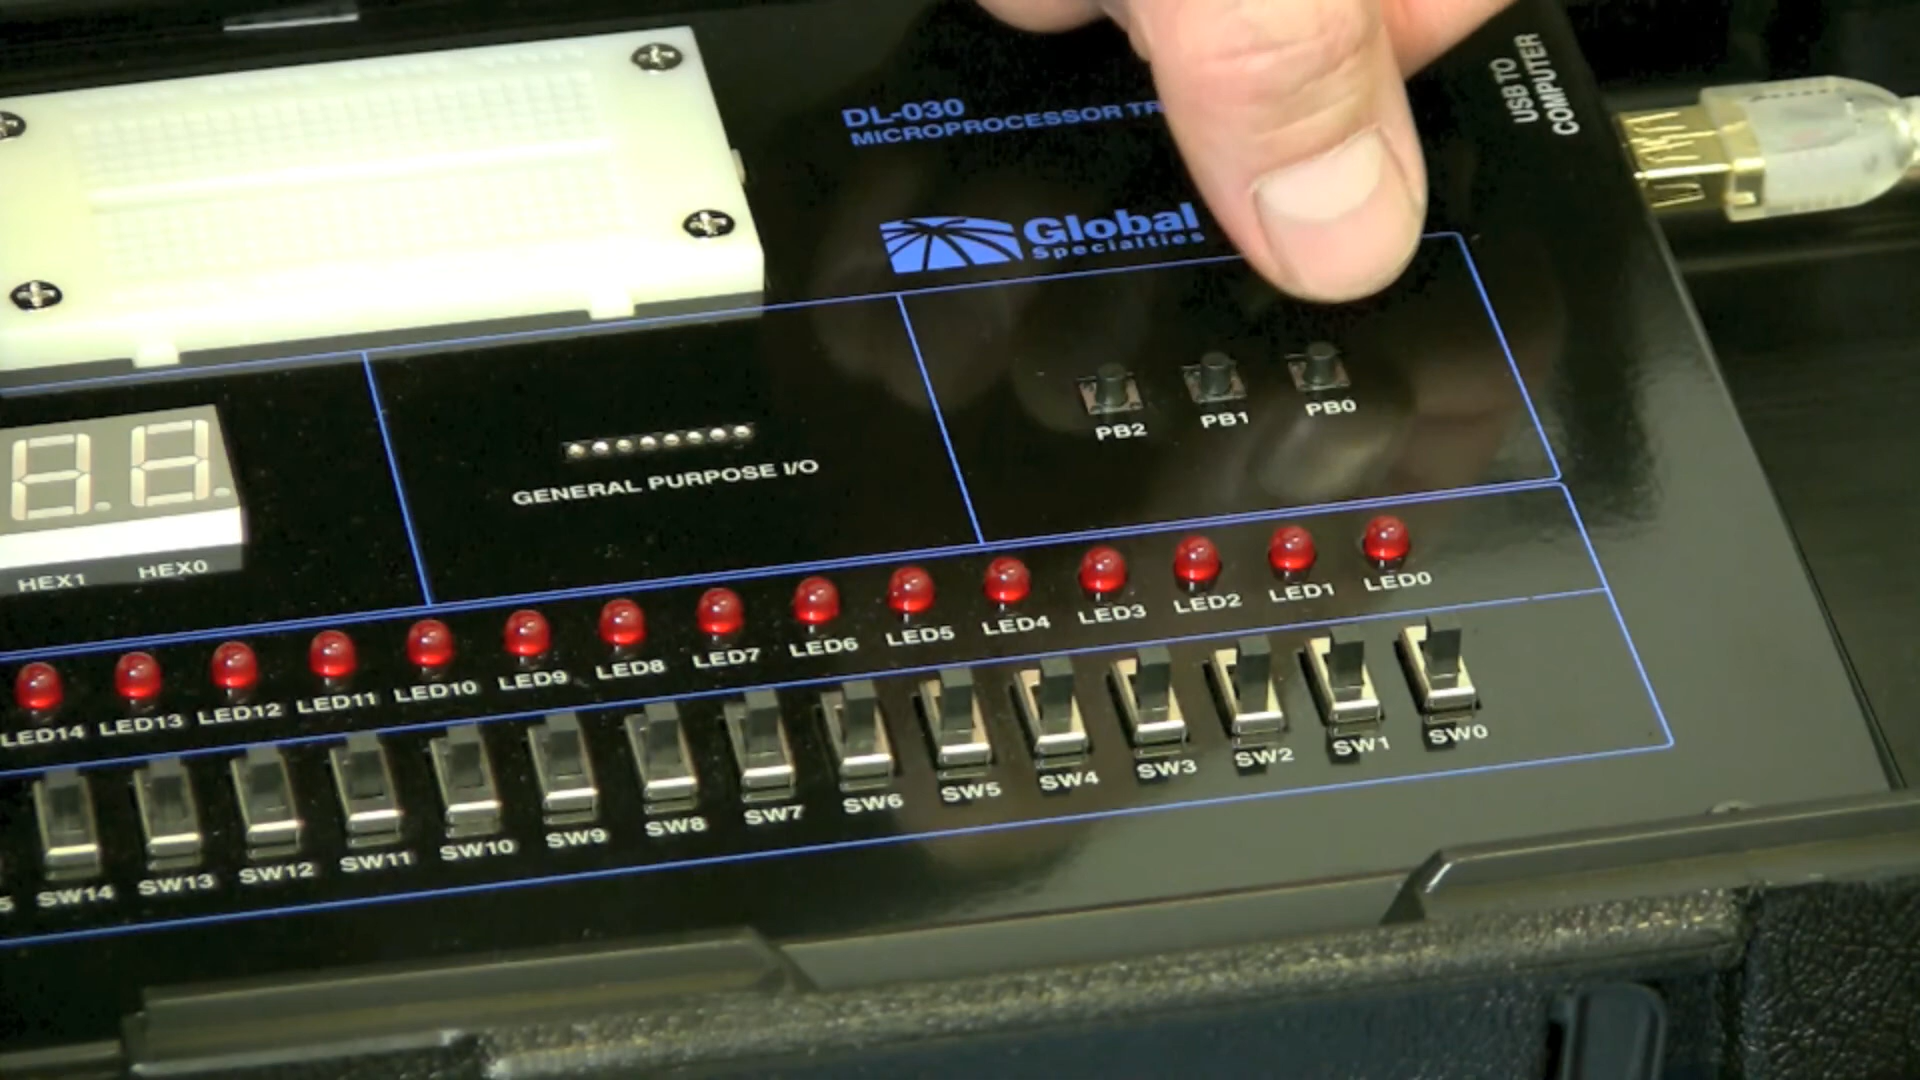 DL-030
MICROPROCESSOR
Global
Specialties
USB TO
COMPUTER
PB2 PB1 PB0
GENERAL PURPOSE I/O
HEX1 HEX0
LED14 LED13 LED12 LED11 LED10 LED9 LED8 LED7 LED6 LED5 LED4 LED3 LED2 LED1 LED0
SW14 SW13 SW12 SW11 SW10 SW9 SW8 SW7 SW6 SW5 SW4 SW3 SW2 SW1 SW0